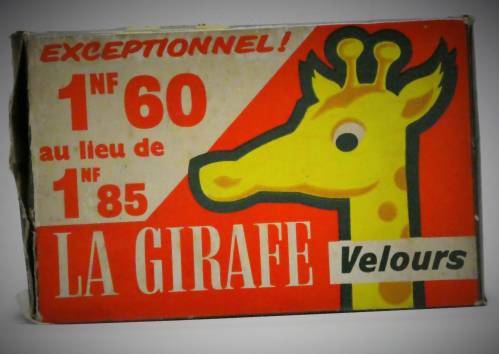 EXCEPTIONNEL!
1NF 60
au lieu de
1NF 85
LA GIRAFE
Velours